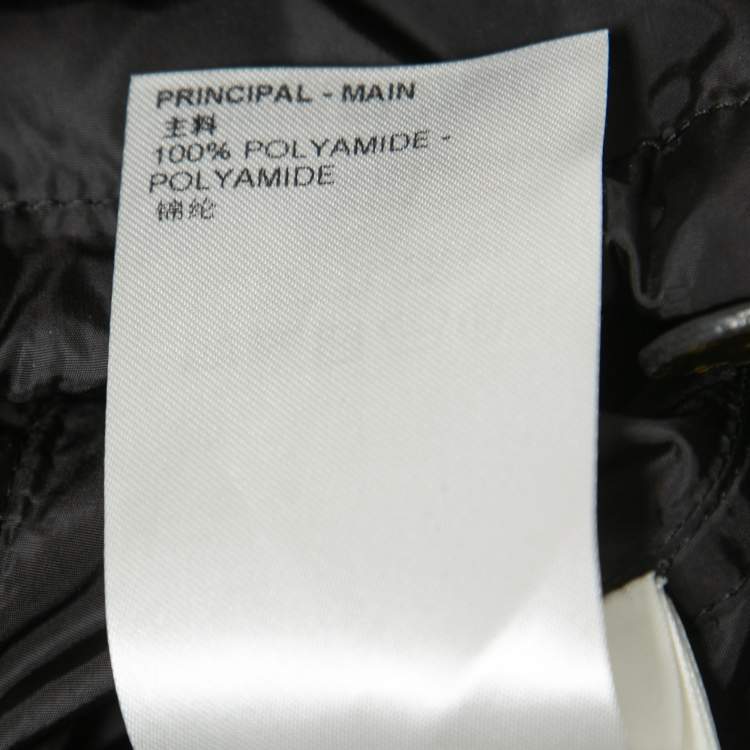 PRINCIPAL - MAIN
主料
100% POLYAMIDE -
POLYAMIDE
锦纶